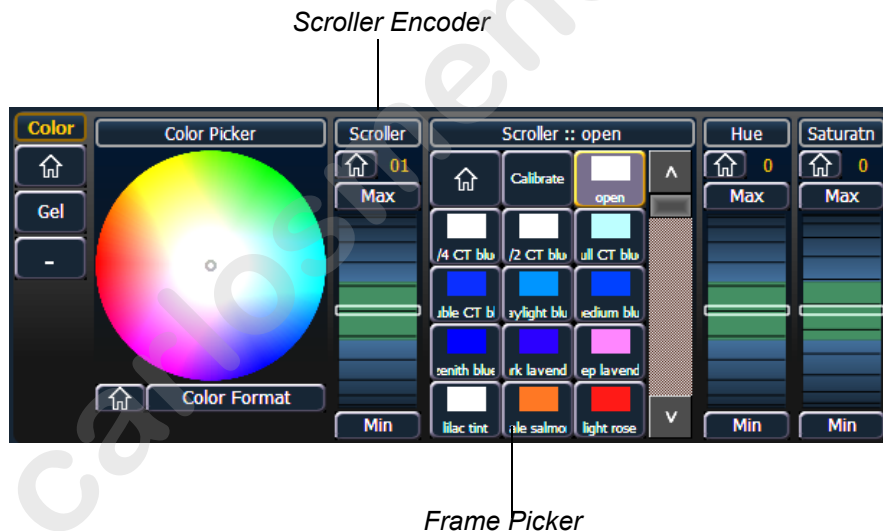 Scroller Encoder
Color
Color Picker
Scroller
Scroller :: open
Hue
Saturatn
01
0
0
Gel
Max
Calibrate
open
^
Max
Max
-
/4 CT blu
/2 CT blu
ull CT blu
uble CT bl
aylight blu
edium blu
zenith blue
rk lavend
ep lavend
Color Format
Min
lilac tint
ale salmo
light rose
v
Min
Min
Frame Picker
Carlosme